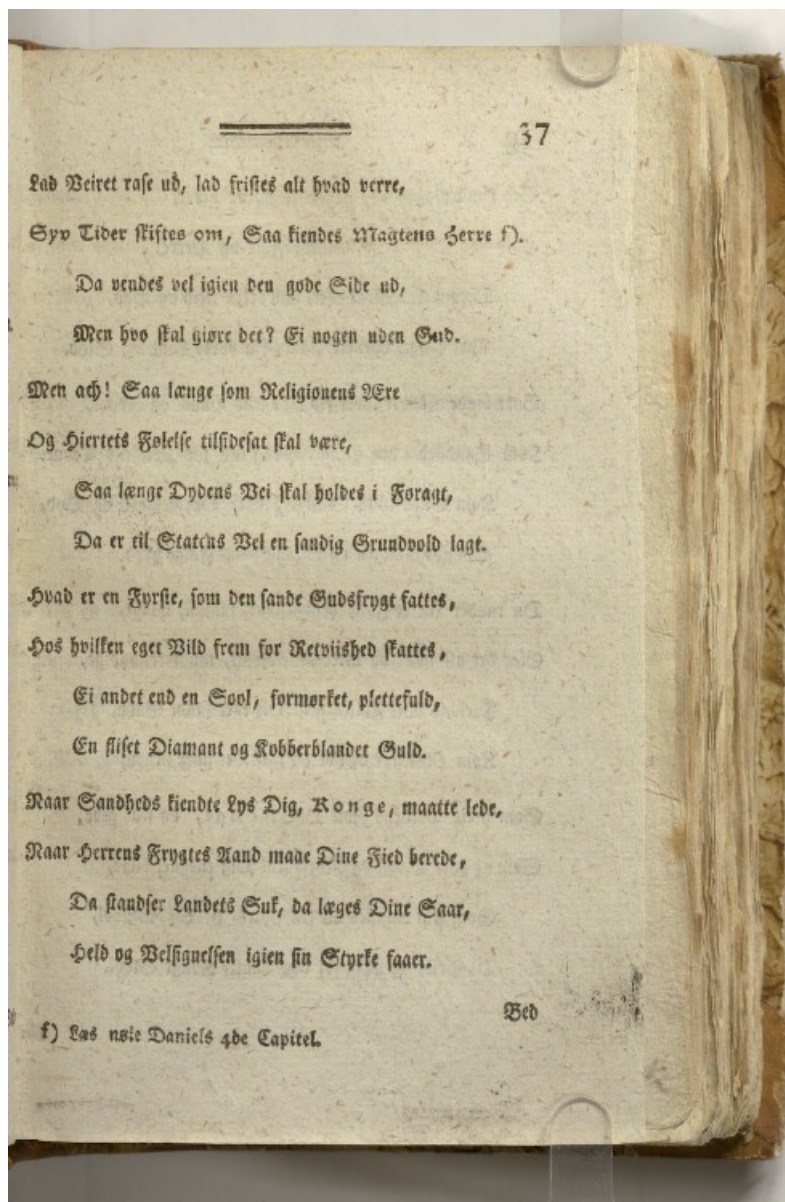 37
Lad Veiret rase ud, lad fristes alt hvad verre,
Syv Tider skiftes om, Saa kiendes Magtens Herre f).
Da vendes vel igien den gode Side ud,
Men hvo skal giøre det? Ei nogen uden Gud.
Men ach! Saa længe som Religionens Ære
Og Hiertets Følelse tilsidesat skal være,
Saa længe Dydens Vei skal holdes i Foragt,
Da er til Statens Vel en sandig Grundvold lagt.
Hvad er en Fyrste, som den sande Gudsfrygt fattes,
Hos hvilken eget Vild frem for Retviished skattes,
Ei andet end en Sool, formørket, plettefuld,
En sliset Diamant og Kobberblandet Guld.
Naar Sandheds kiendte Lys Dig, Konge, maatte lede,
Naar Herrens Frygtes Aand maae Dine Fied berede,
Da standser Landets Suk, da læges Dine Saar,
Held og Velsignelsen igien sin Styrke faaer.
Bed
f) Læs nøie Daniels 4de Capitel.